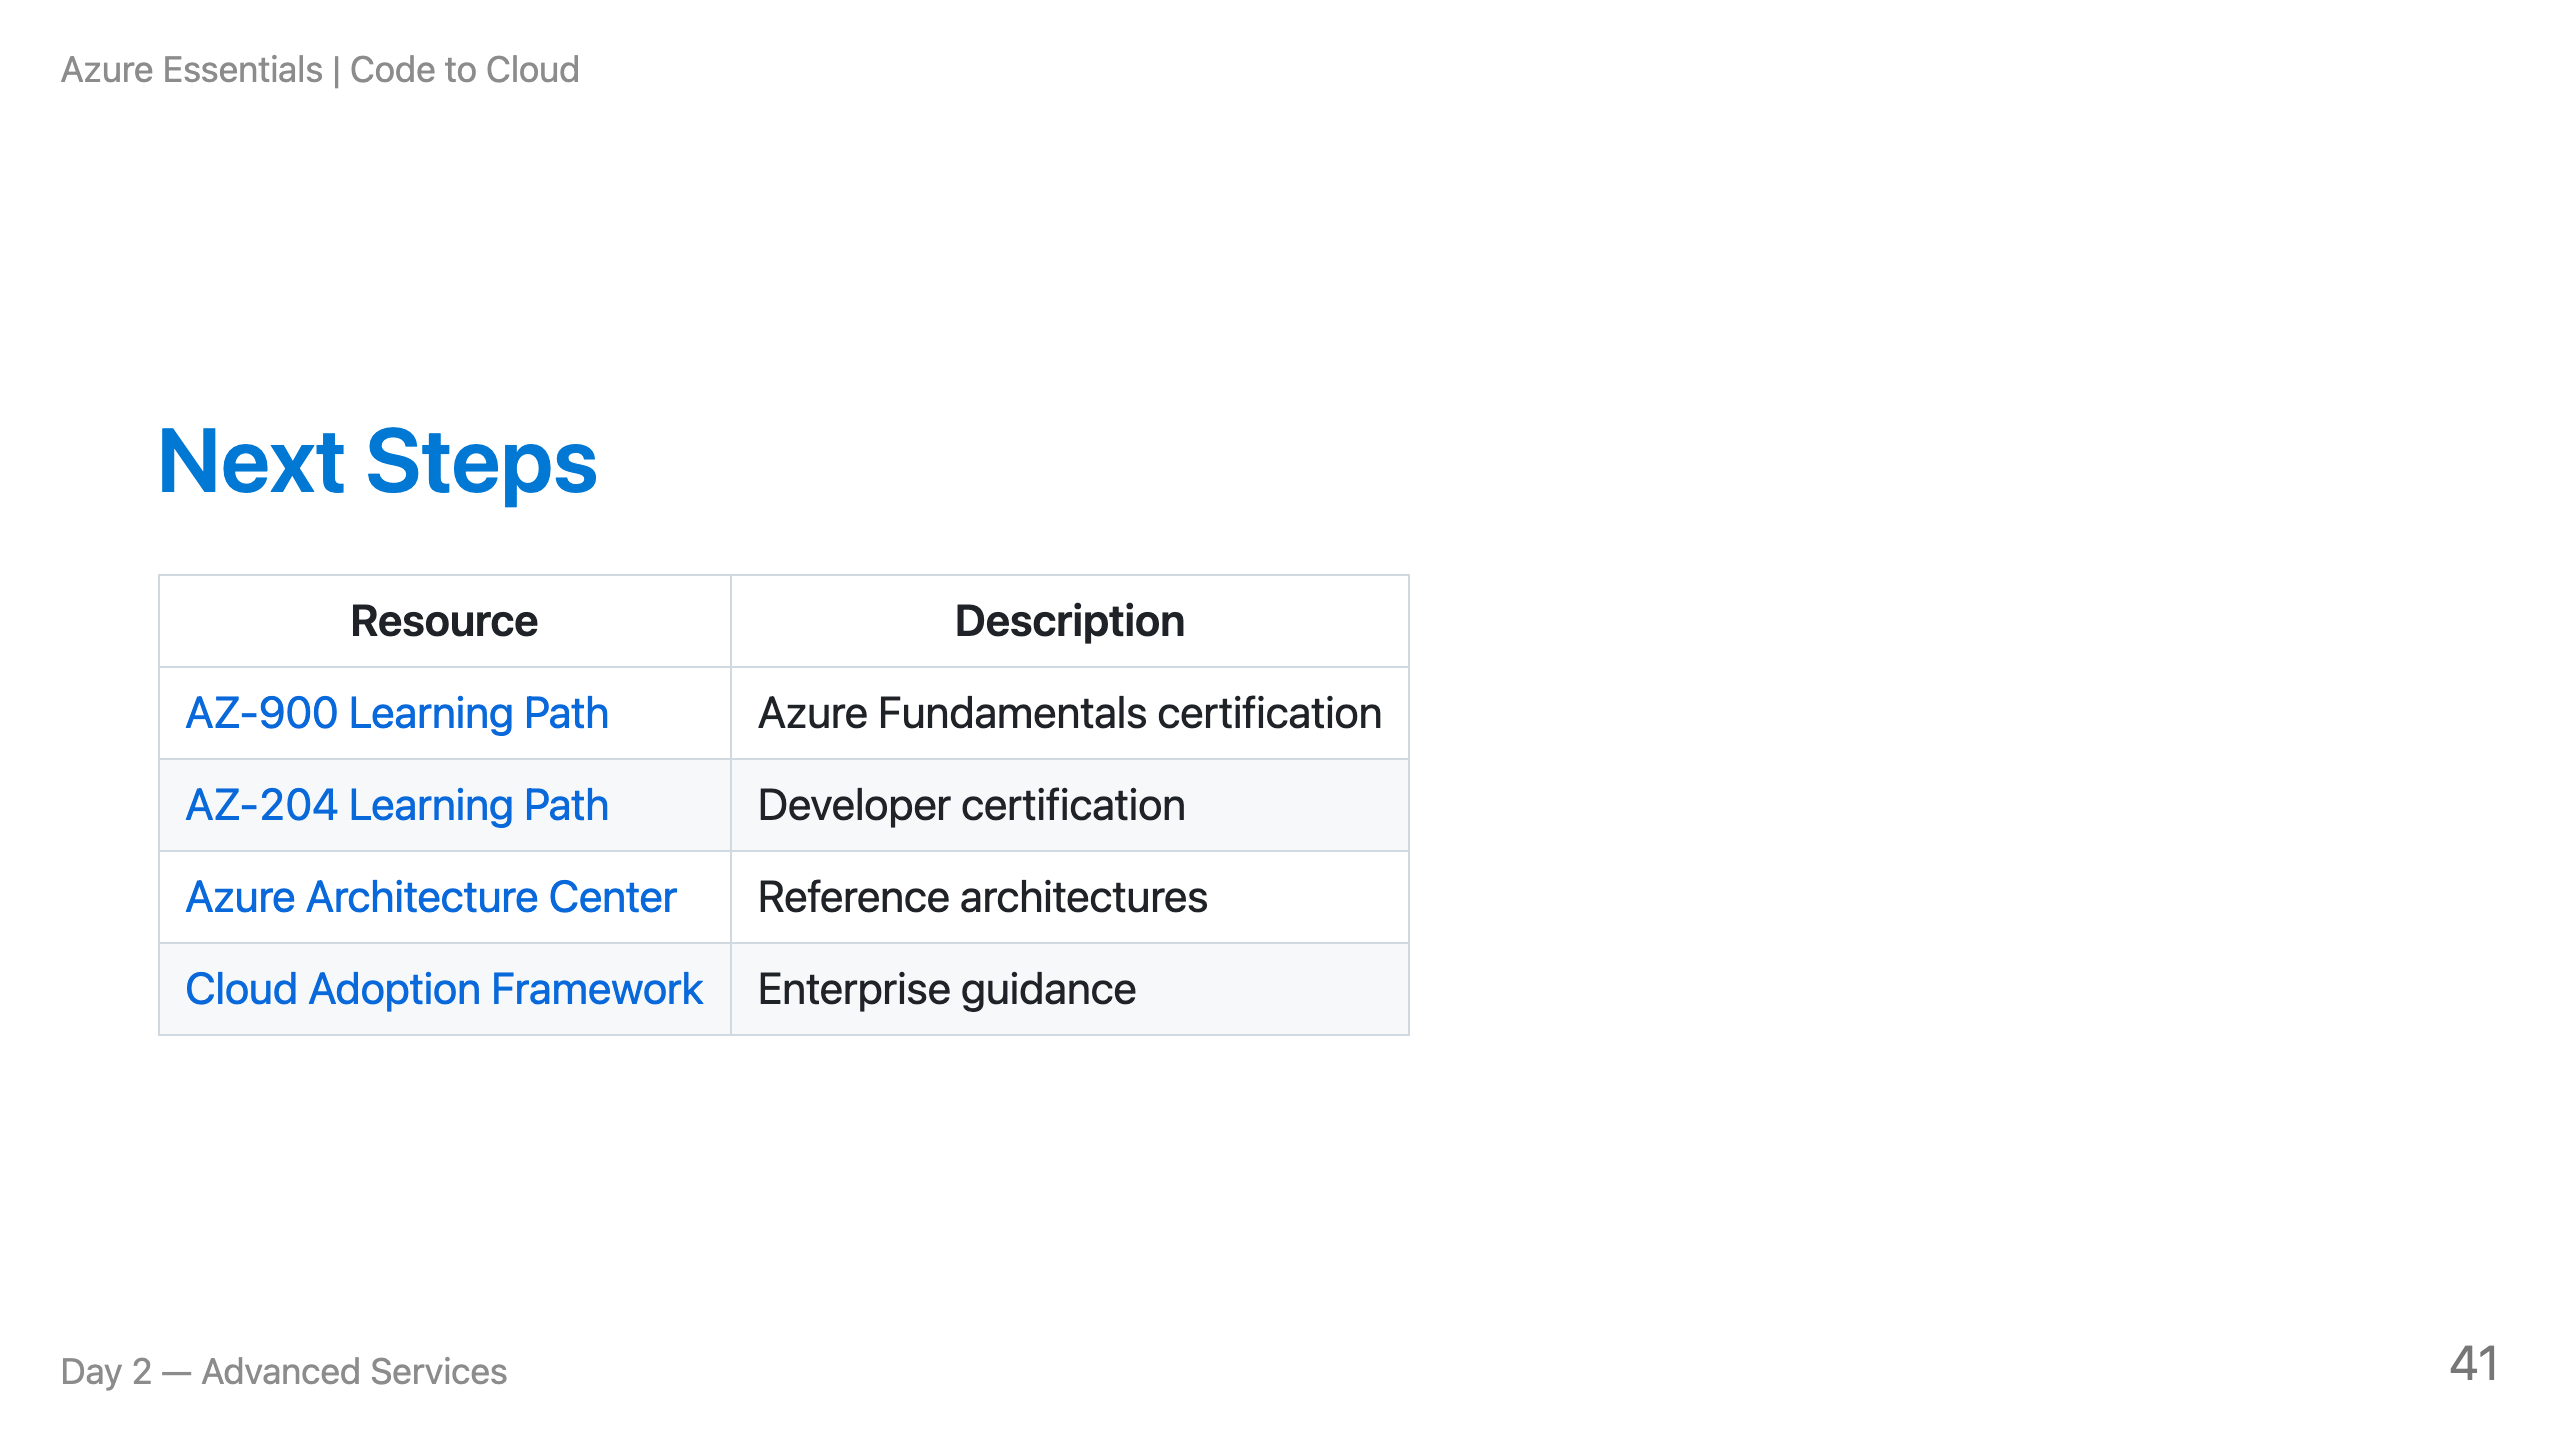 Azure Essentials | Code to Cloud
Next Steps
Resource Description
AZ-900 Learning Path Azure Fundamentals certification
AZ-204 Learning Path Developer certification
Azure Architecture Center Reference architectures
Cloud Adoption Framework Enterprise guidance
Day 2 — Advanced Services
41